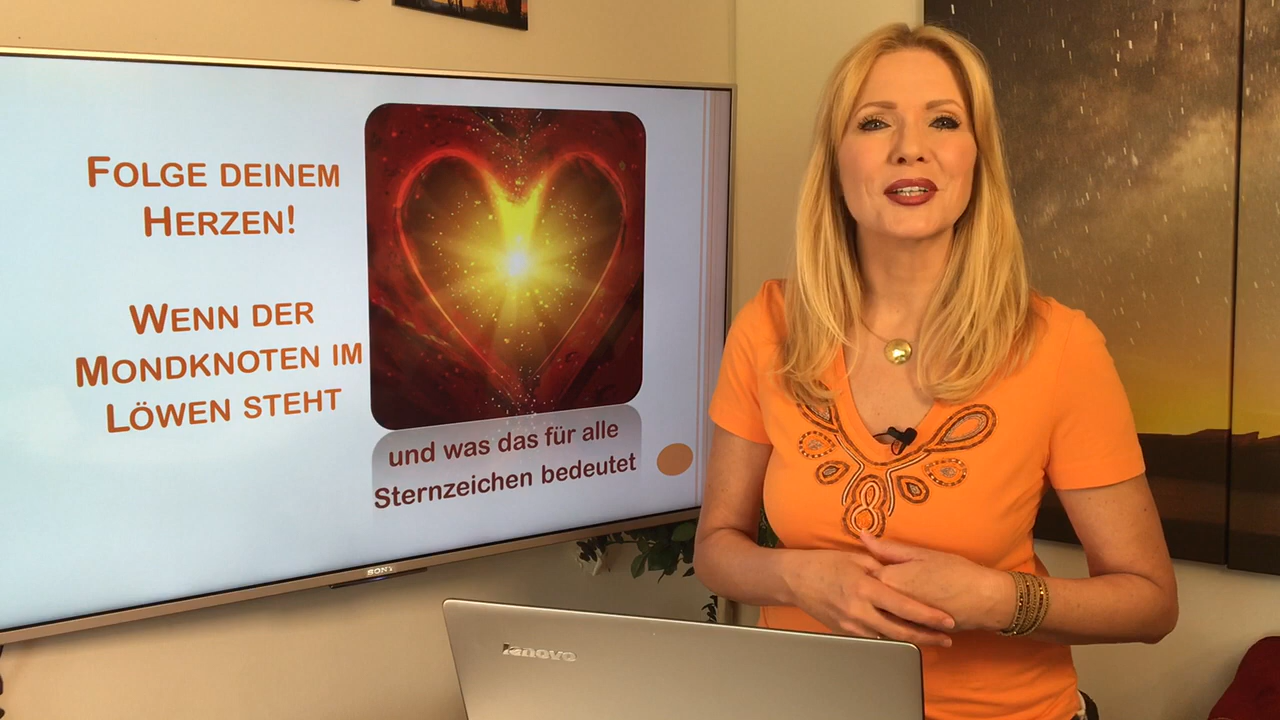 FOLGE DEINEM
HERZEN!
WENN DER
MONDKNOTEN IM
LÖWEN STEHT
und was das für alle
Sternzeichen bedeutet
SONY
lenovo